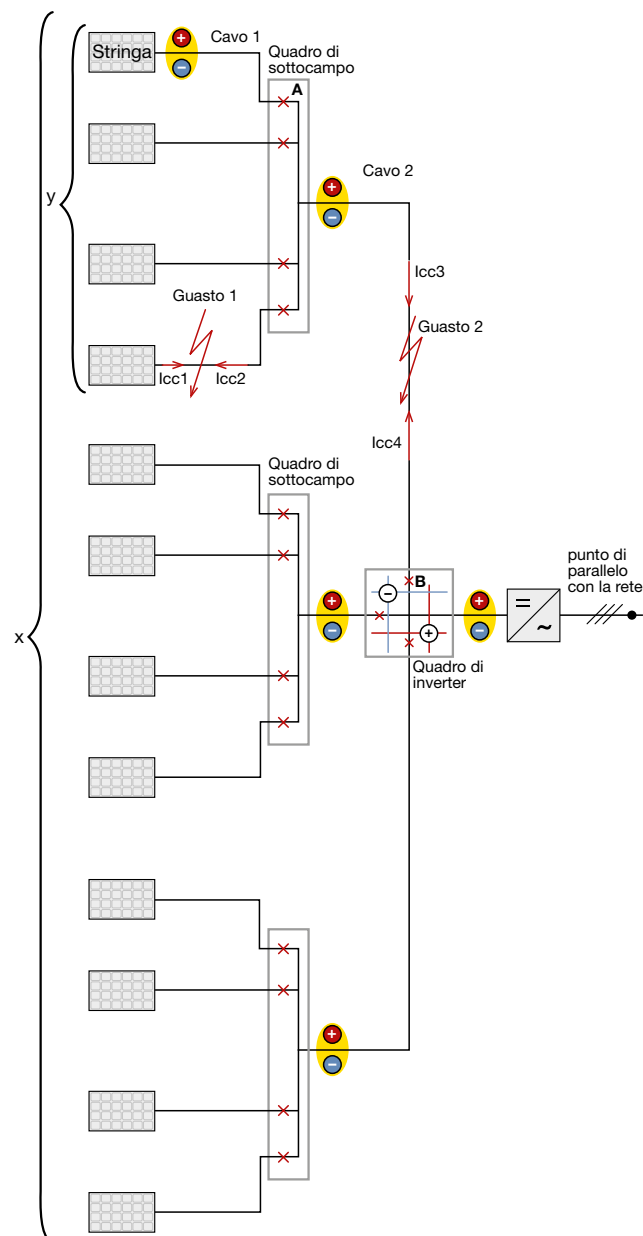 Stringa
+
−
Cavo 1
Quadro di
sottocampo
A
y
+
−
Cavo 2
Icc3
Guasto 1
Guasto 2
Icc1
Icc2
Icc4
Quadro di
sottocampo
x
+
−
B
−
+
Quadro di
inverter
+
−
=
~
punto di
parallelo
con la rete
+
−